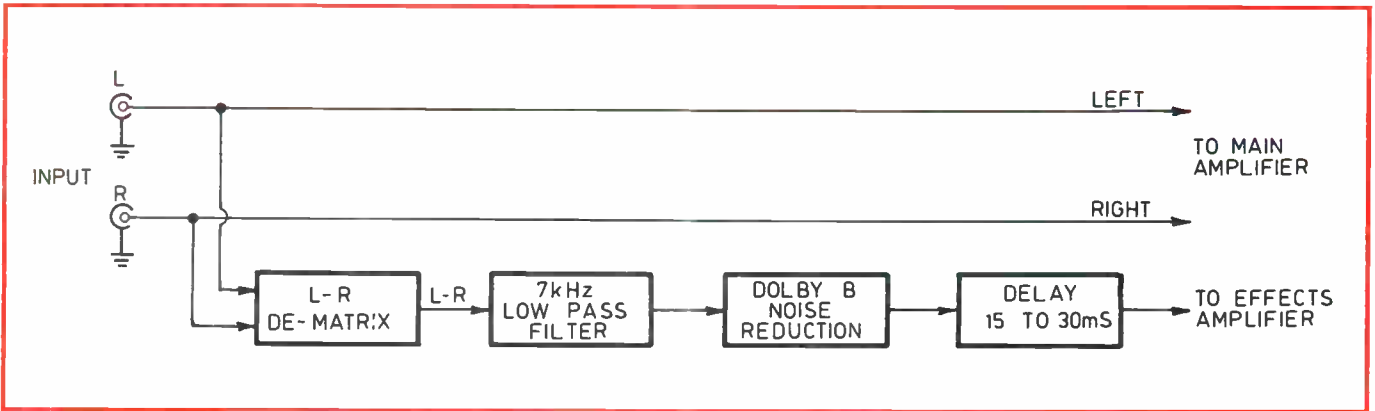 L
LEFT
TO MAIN
AMPLIFIER
INPUT
R
RIGHT
L-R
DE-MATRIX
L-R
7kHz
LOW PASS
FILTER
DOLBY B
NOISE
REDUCTION
DELAY
15 TO 30mS
TO EFFECTS
AMPLIFIER